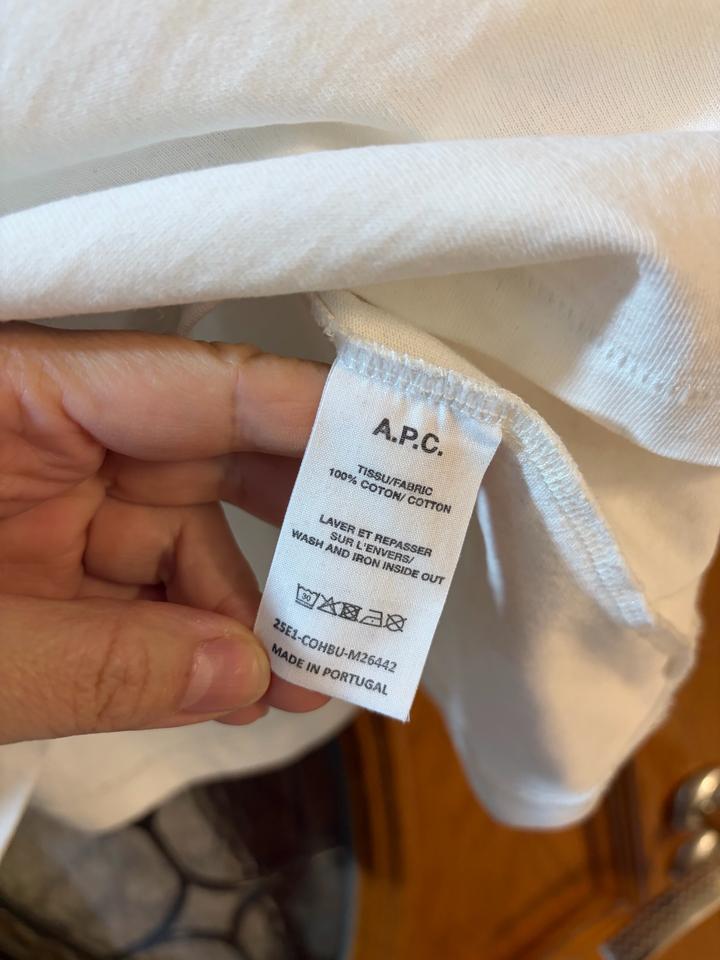 A.P.C.
TISSU/FABRIC
100% COTON/ COTTON
LAVER ET REPASSER
SUR L'ENVERS/
WASH AND IRON INSIDE OUT
30
25E1-COHBU-M26442
MADE IN PORTUGAL